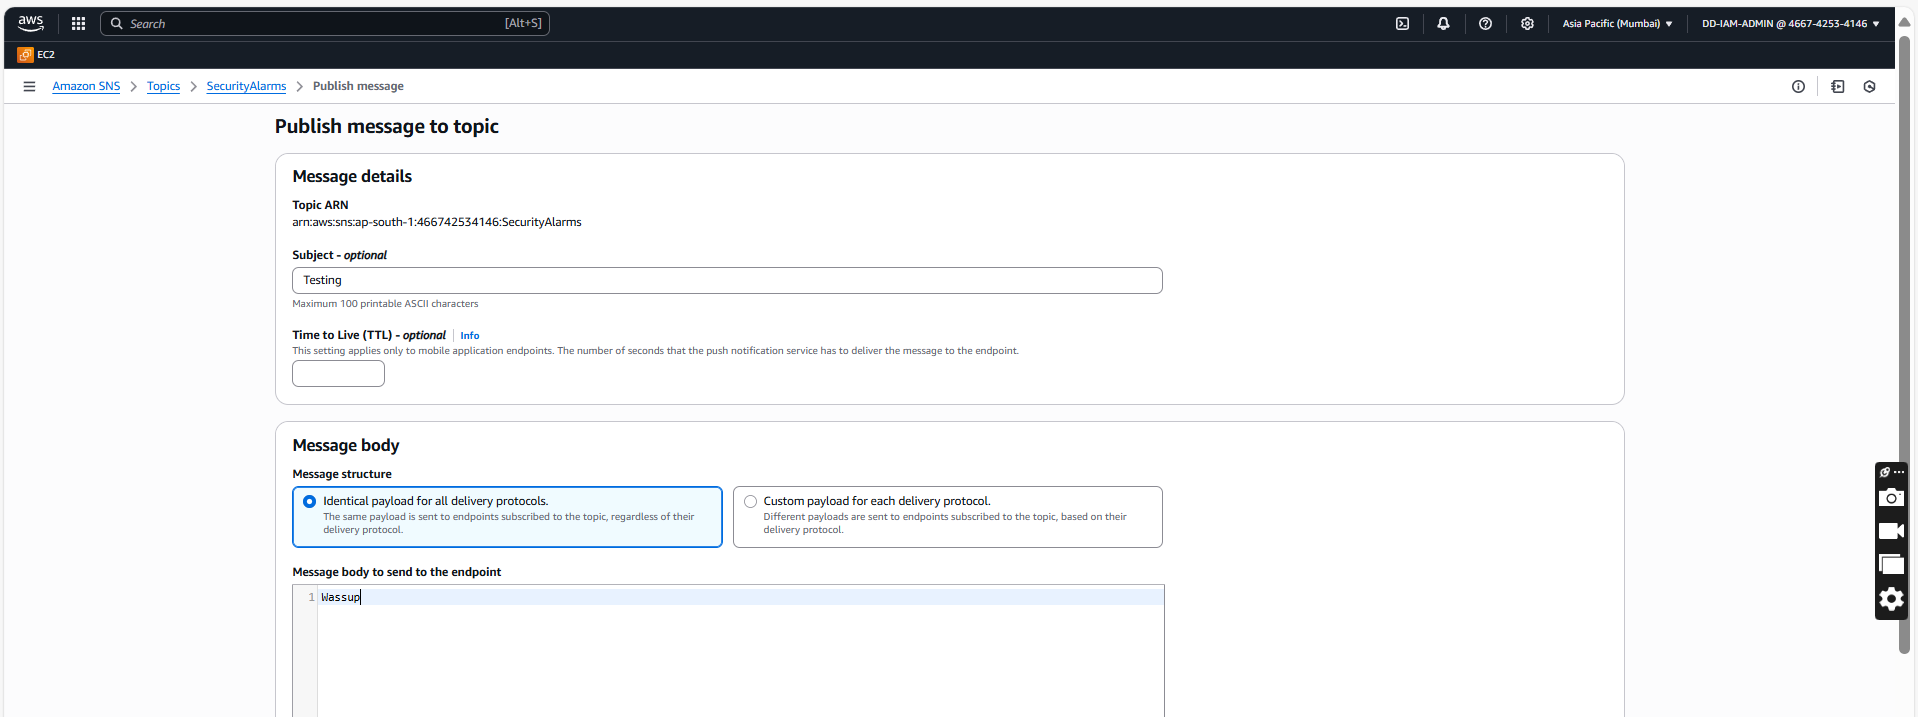 aws
Search [Alt+S]
Asia Pacific (Mumbai) DD-IAM-ADMIN @ 4667-4253-4146
EC2
Amazon SNS Topics SecurityAlarms Publish message
Publish message to topic
Message details
Topic ARN
arn:aws:sns:ap-south-1:466742534146:SecurityAlarms
Subject - optional
Testing
Maximum 100 printable ASCII characters
Time to Live (TTL) - optional Info
This setting applies only to mobile application endpoints. The number of seconds that the push notification service has to deliver the message to the endpoint.
Message body
Message structure
Identical payload for all delivery protocols.
The same payload is sent to endpoints subscribed to the topic, regardless of their
delivery protocol.
Custom payload for each delivery protocol.
Different payloads are sent to endpoints subscribed to the topic, based on their
delivery protocol.
Message body to send to the endpoint
1 Wassup